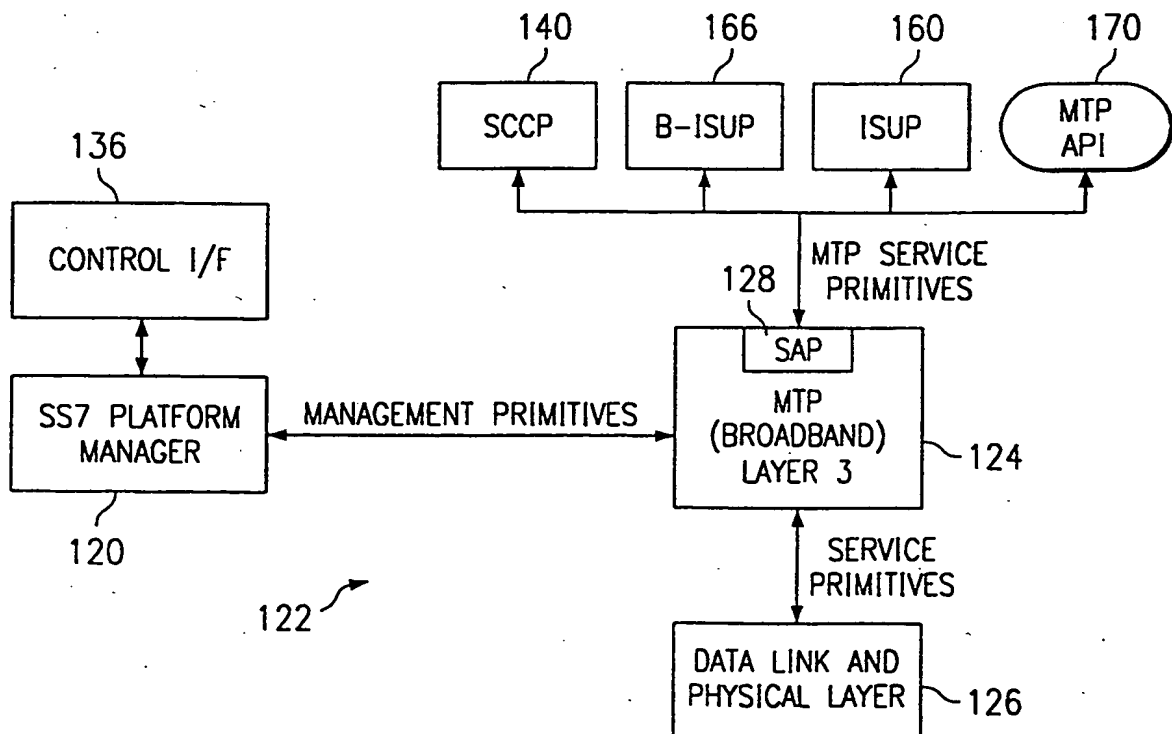 140
166
160
170
SCCP
B-ISUP
ISUP
MTP
API
136
CONTROL I/F
MTP SERVICE
PRIMITIVES
128
SAP
SS7 PLATFORM
MANAGER
MANAGEMENT PRIMITIVES
MTP
(BROADBAND)
LAYER 3
124
120
SERVICE
PRIMITIVES
122
DATA LINK AND
PHYSICAL LAYER
126